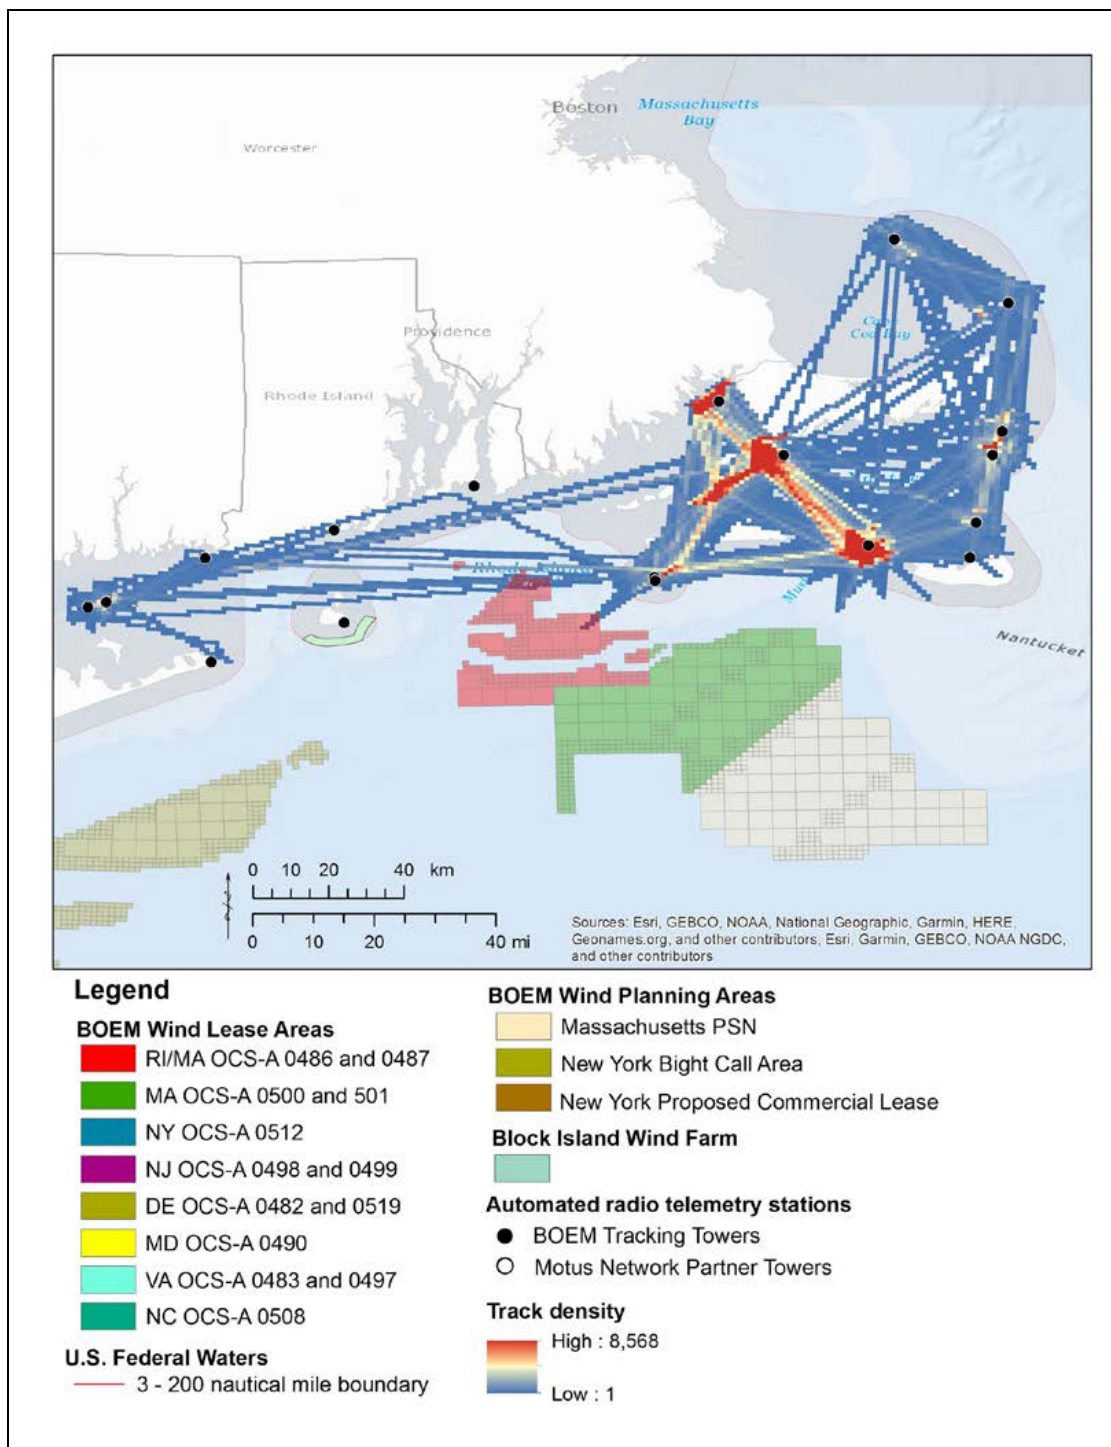 Boston
Massachusetts
Bay
Worcester
Cod Bay
Providence
Rhode Island
Nantucket
0 10 20 40 km
0 10 20 40 mi
Sources: Esri, GEBCO, NOAA, National Geographic, Garmin, HERE,
Geonames.org, and other contributors, Esri, Garmin, GEBCO, NOAA NGDC,
and other contributors
Legend
BOEM Wind Lease Areas
RI/MA OCS-A 0486 and 0487
MA OCS-A 0500 and 501
NY OCS-A 0512
NJ OCS-A 0498 and 0499
DE OCS-A 0482 and 0519
MD OCS-A 0490
VA OCS-A 0483 and 0497
NC OCS-A 0508
U.S. Federal Waters
3 - 200 nautical mile boundary
BOEM Wind Planning Areas
Massachusetts PSN
New York Bight Call Area
New York Proposed Commercial Lease
Block Island Wind Farm
Automated radio telemetry stations
BOEM Tracking Towers
Motus Network Partner Towers
Track density
High : 8,568
Low : 1